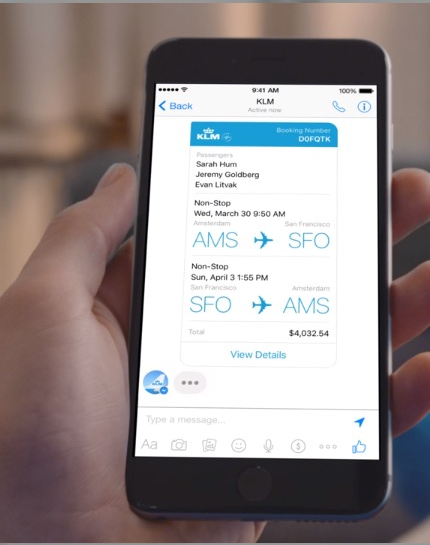 9:41 AM
100%
Back
KLM
Active now
KLM
Booking Number
D0FQTK
Passengers
Sarah Hum
Jeremy Goldberg
Evan Litvak
Non-Stop
Wed, March 30 9:50 AM
Amsterdam San Francisco
AMS SFO
Non-Stop
Sun, April 3 1:55 PM
San Francisco Amsterdam
SFO AMS
Total $4,032.54
View Details
Type a message...
Aa